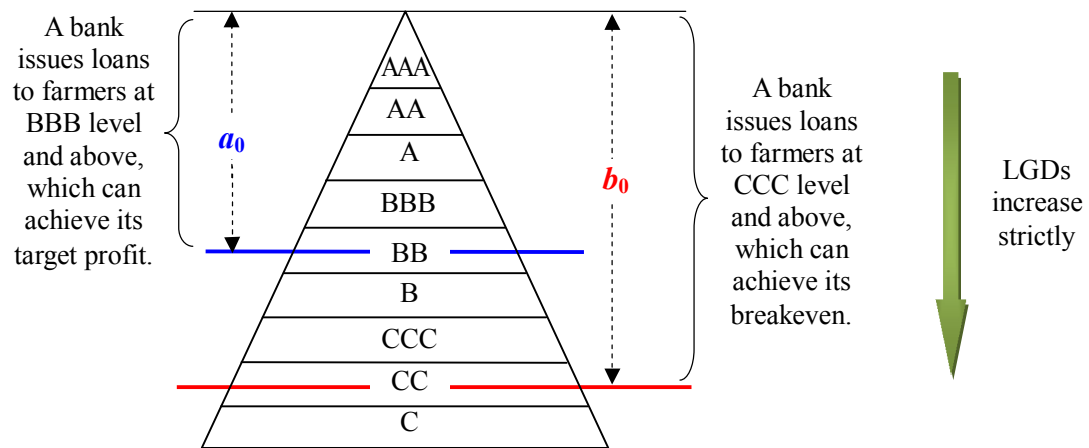 A bank
issues loans
to farmers at
BBB level
and above,
which can
achieve its
target profit.
a0
AAA
AA
A
BBB
BB
B
CCC
CC
C
b0
A bank
issues loans
to farmers at
CCC level
and above,
which can
achieve its
breakeven.
LGDs
increase
strictly